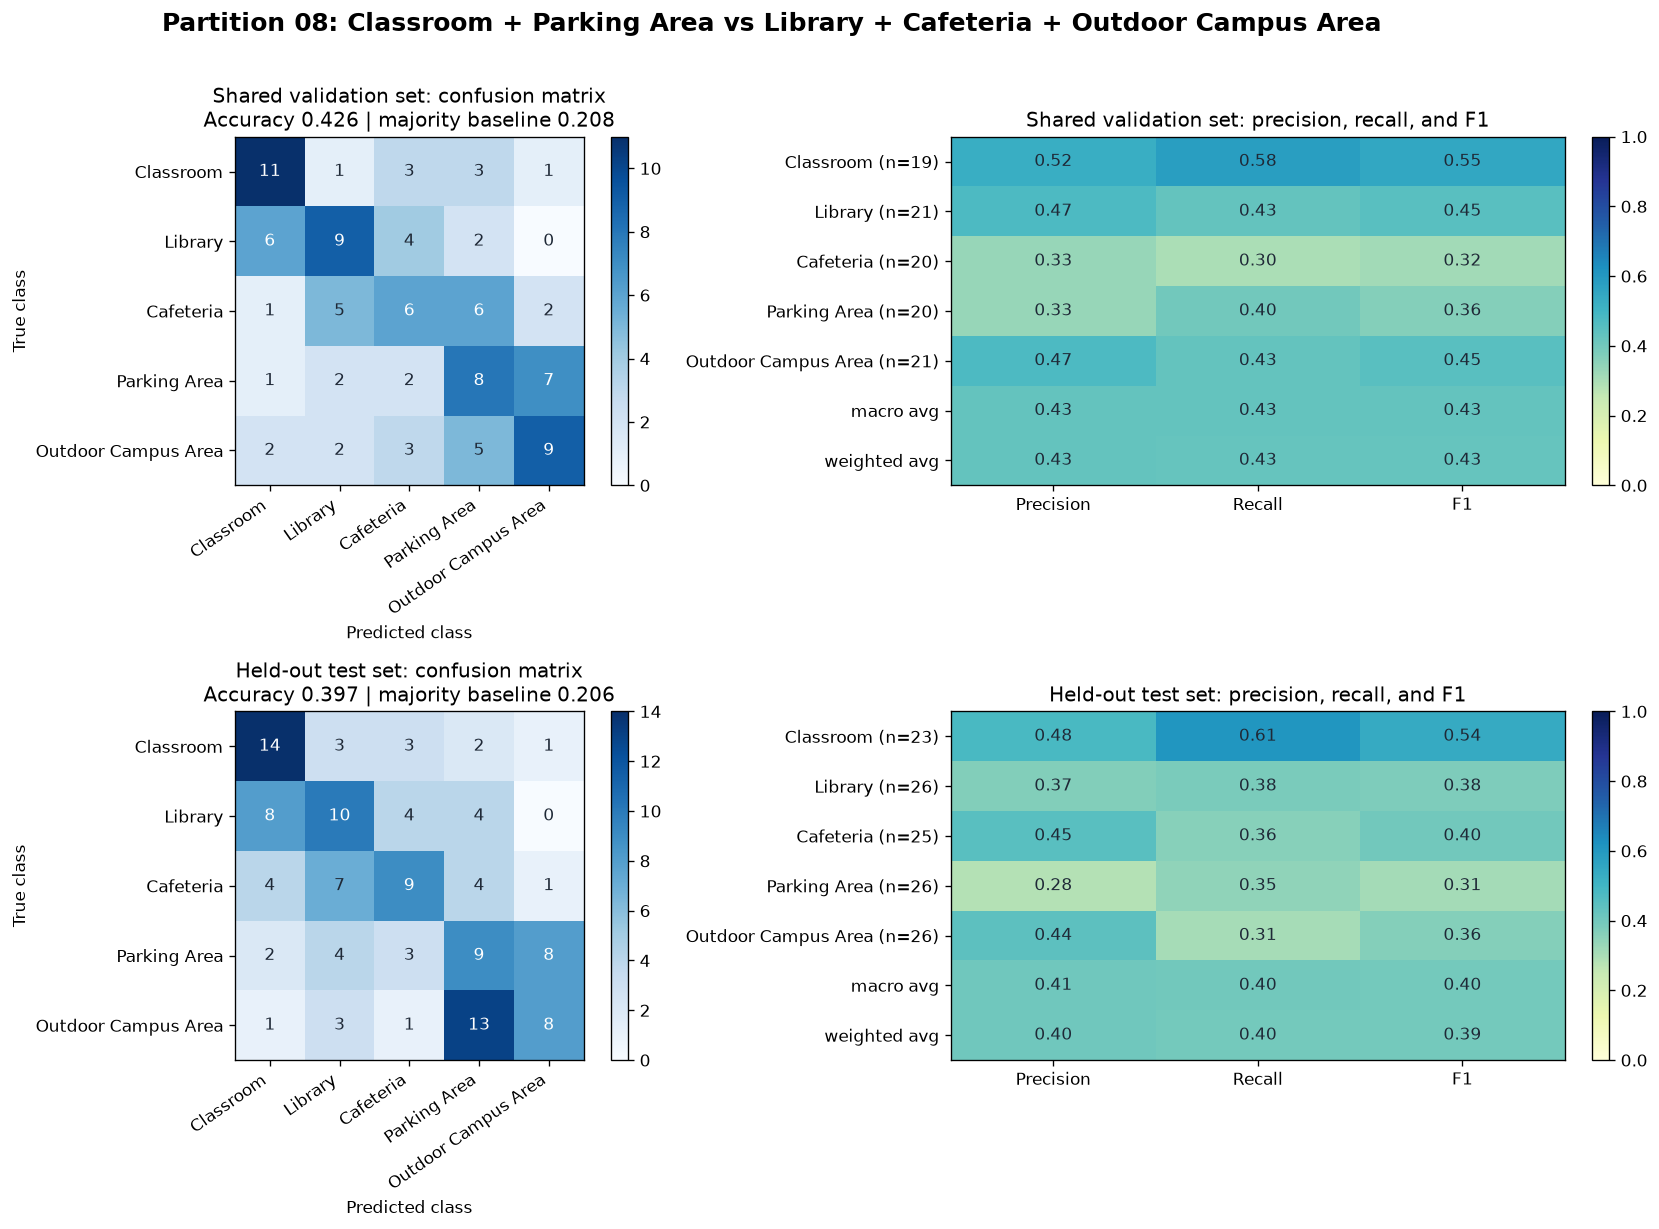 Partition 08: Classroom + Parking Area vs Library + Cafeteria + Outdoor Campus Area
Shared validation set: confusion matrix
Accuracy 0.426 | majority baseline 0.208
True class
Classroom 11 1 3 3 1
Library 6 9 4 2 0
Cafeteria 1 5 6 6 2
Parking Area 1 2 2 8 7
Outdoor Campus Area 2 2 3 5 9
Classroom Library Cafeteria Parking Area Outdoor Campus Area
Predicted class
10
8
6
4
2
0
Shared validation set: precision, recall, and F1
Classroom (n=19) 0.52 0.58 0.55
Library (n=21) 0.47 0.43 0.45
Cafeteria (n=20) 0.33 0.30 0.32
Parking Area (n=20) 0.33 0.40 0.36
Outdoor Campus Area (n=21) 0.47 0.43 0.45
macro avg 0.43 0.43 0.43
weighted avg 0.43 0.43 0.43
Precision Recall F1
1.0
0.8
0.6
0.4
0.2
0.0
Held-out test set: confusion matrix
Accuracy 0.397 | majority baseline 0.206
True class
Classroom 14 3 3 2 1
Library 8 10 4 4 0
Cafeteria 4 7 9 4 1
Parking Area 2 4 3 9 8
Outdoor Campus Area 1 3 1 13 8
Classroom Library Cafeteria Parking Area Outdoor Campus Area
Predicted class
14
12
10
8
6
4
2
0
Held-out test set: precision, recall, and F1
Classroom (n=23) 0.48 0.61 0.54
Library (n=26) 0.37 0.38 0.38
Cafeteria (n=25) 0.45 0.36 0.40
Parking Area (n=26) 0.28 0.35 0.31
Outdoor Campus Area (n=26) 0.44 0.31 0.36
macro avg 0.41 0.40 0.40
weighted avg 0.40 0.40 0.39
Precision Recall F1
1.0
0.8
0.6
0.4
0.2
0.0